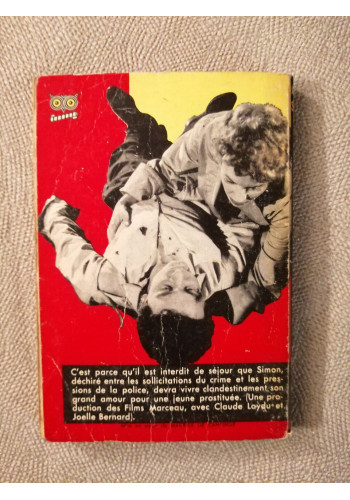 C'est parce qu'il est interdit de séjour que Simon,
déchiré entre les sollicitations du crime et les pres-
sions de la police, devra vivre clandestinement son
grand amour pour une jeune prostituée. (Une pro-
duction des Films Marceau, avec Claude Laydu et
Joelle Bernard).